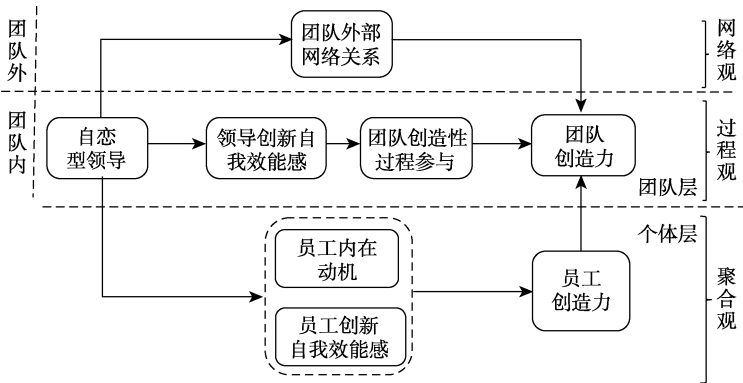 团队外
团队外部
网络关系
网络观
团队内
自恋
型领导
领导创新自
我效能感
团队创造性
过程参与
团队
创造力
过程观
团队层
个体层
员工内在
动机
员工创新
自我效能感
员工
创造力
聚合观